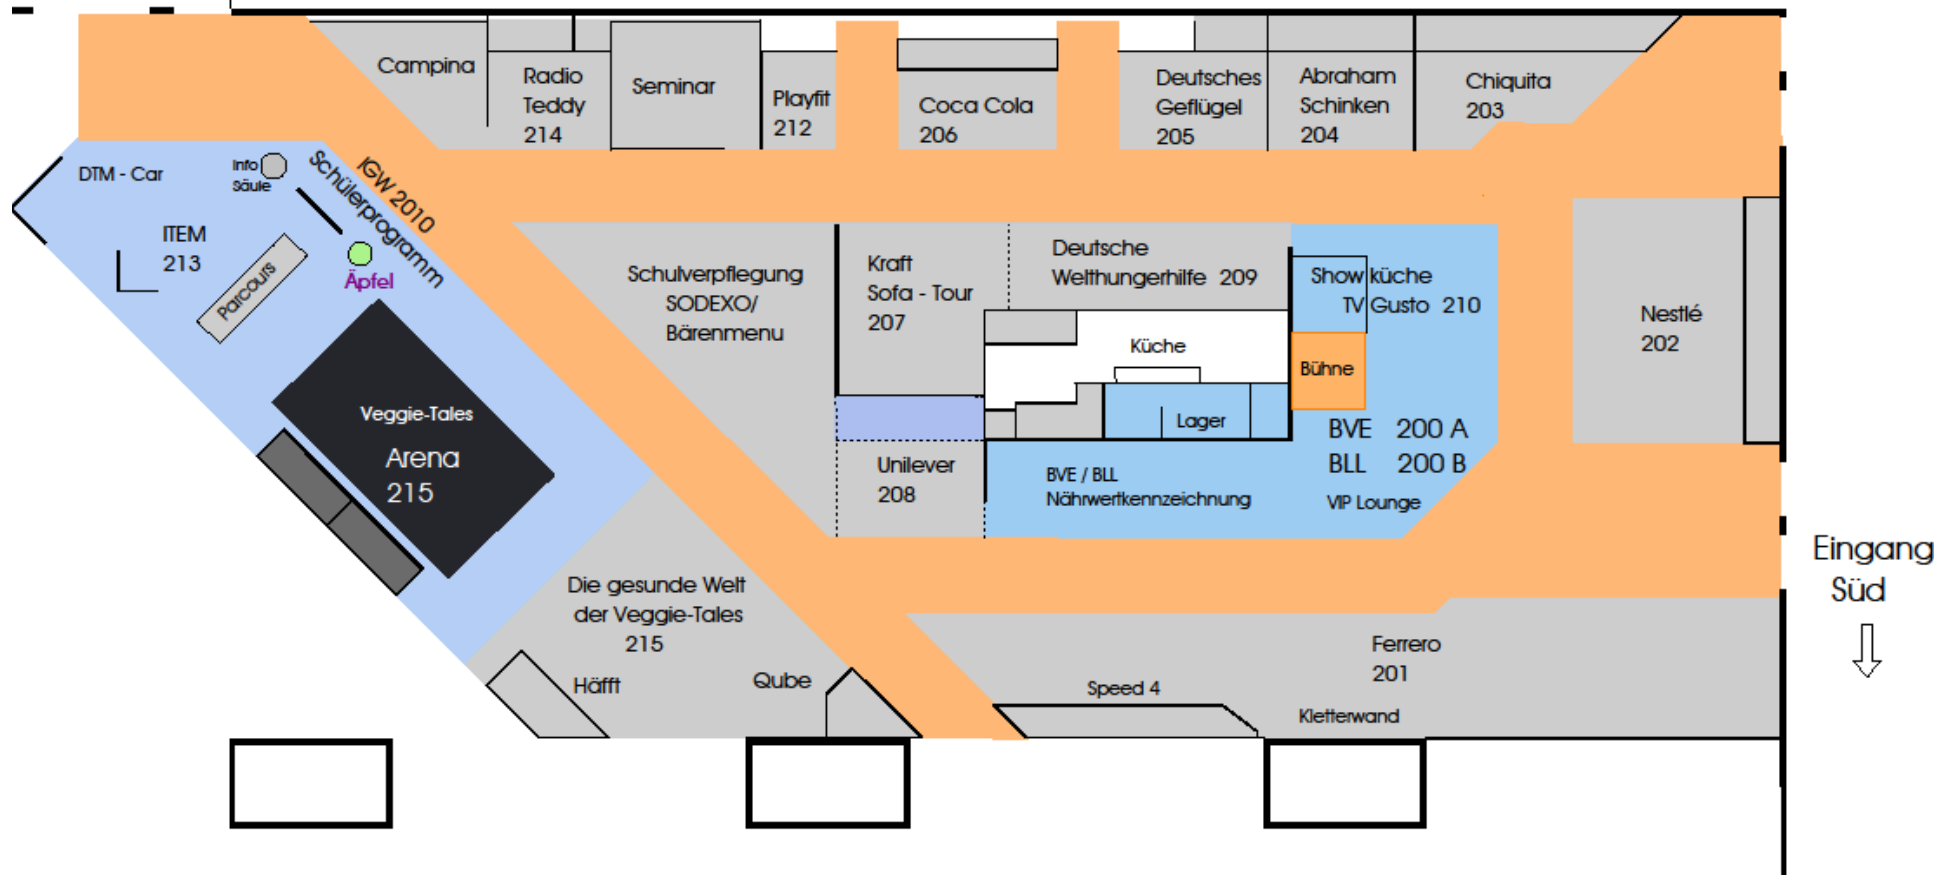 Campina
Radio
Teddy
214
Seminar
Playfit
212
Coca Cola
206
Deutsches
Geflügel
205
Abraham
Schinken
204
Chiquita
203
DTM - Car
Info
Säule
IGW 2010
Schülerprogramm
ITEM
213
Parcours
Äpfel
Veggie-Tales
Arena
215
Schulverpflegung
SODEXO/
Bärenmenu
Kraft
Sofa - Tour
207
Deutsche
Welthungerhilfe 209
Show küche
TV Gusto 210
Küche
Bühne
Lager
Nestlé
202
Unilever
208
BVE / BLL
Nährwertkennzeichnung
BVE 200 A
BLL 200 B
VIP Lounge
Eingang
Süd
Die gesunde Welt
der Veggie-Tales
215
Häfft
Qube
Speed 4
Ferrero
201
Kletterwand